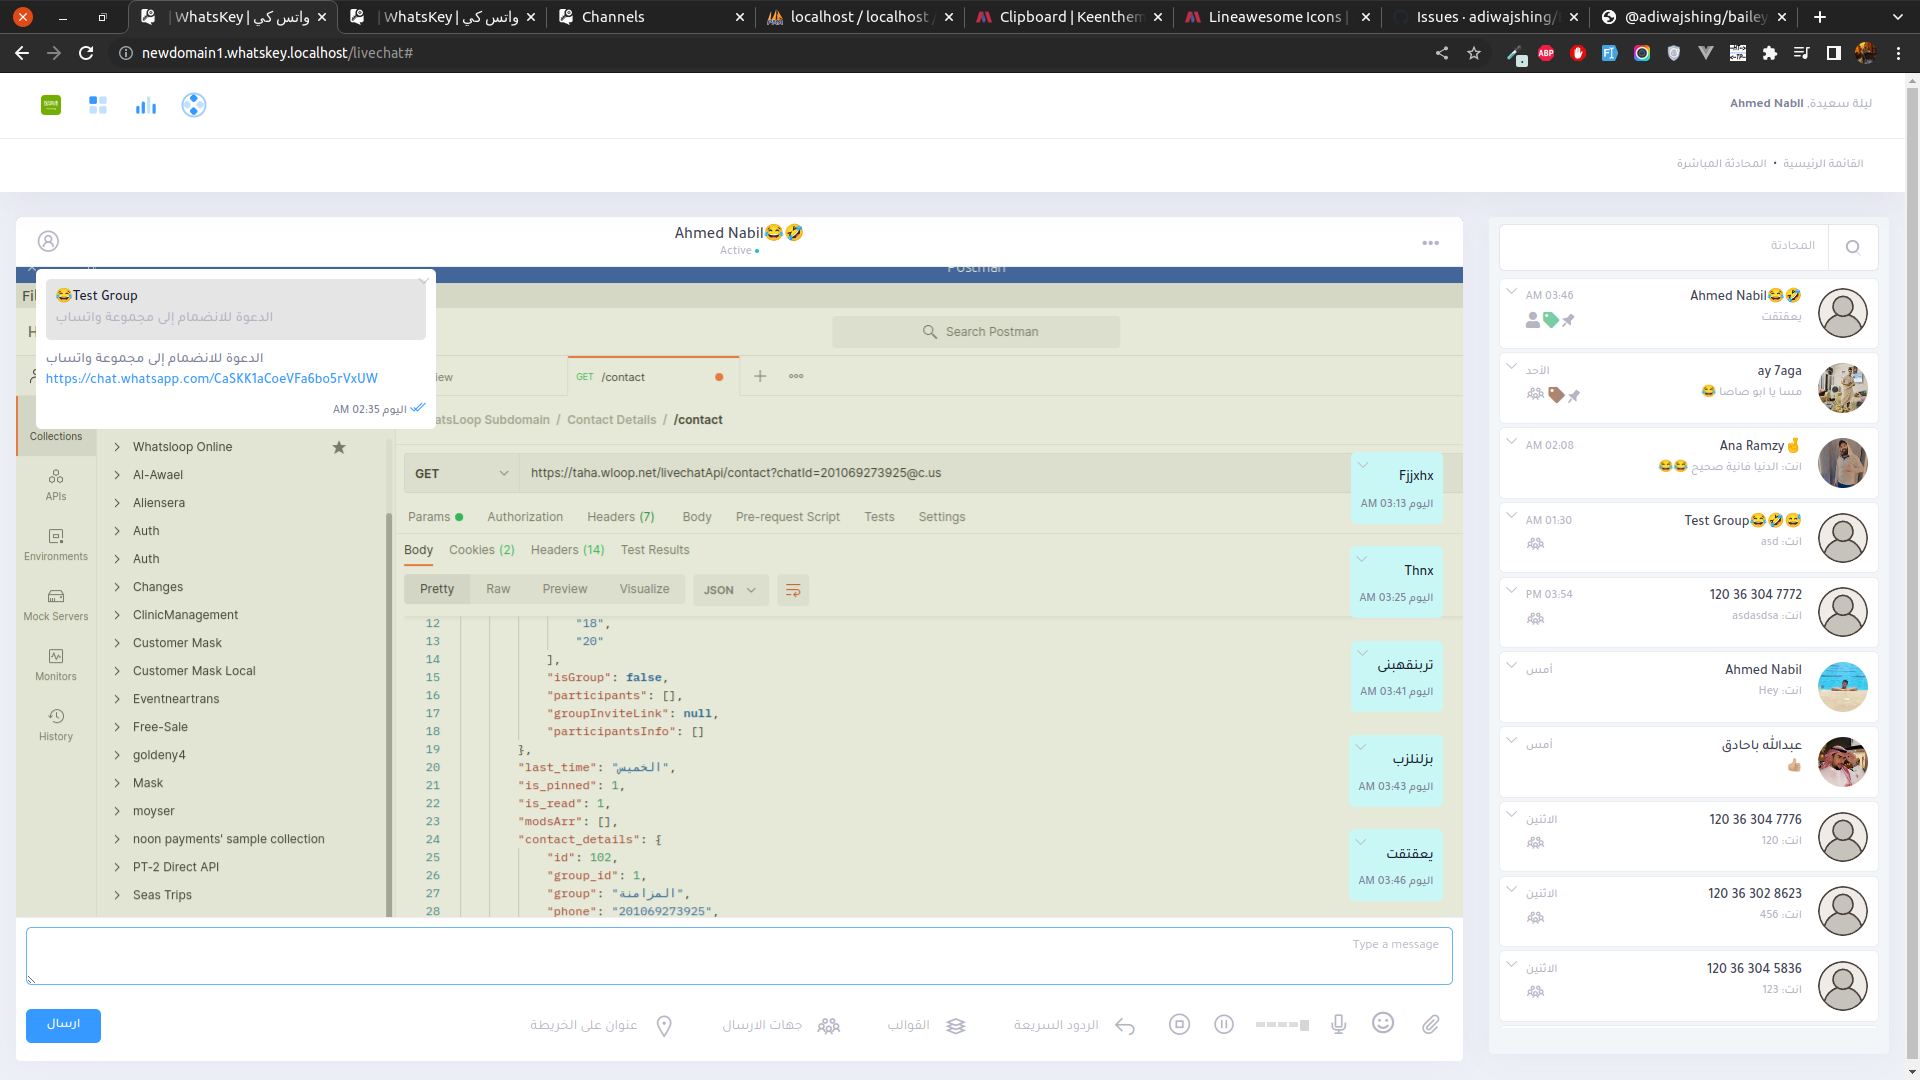 WhatsKey | واتس كي |
WhatsKey | واتس كي |
Channels
localhost / localhost /
Clipboard | Keenthem
Lineawesome Icons |
Issues · adiwajshing/
@adiwajshing/bailey
newdomain1.whatskey.localhost/livechat#
ليلة سعيدة, Ahmed Nabil
القائمة الرئيسية • المحادثة المباشرة
Ahmed Nabil😂🤣
Active
Postman
Search Postman
😂Test Group
الدعوة للانضمام إلى مجموعة واتساب
الدعوة للانضمام إلى مجموعة واتساب
https://chat.whatsapp.com/CaSKK1aCoeVFa6bo5rVxUW
اليوم 02:35 AM
GET /contact
WhatsLoop Subdomain / Contact Details / /contact
GET
https://taha.wloop.net/livechatApi/contact?chatId=201069273925@c.us
Params
Authorization
Headers (7)
Body
Pre-request Script
Tests
Settings
Body
Cookies (2)
Headers (14)
Test Results
Pretty
Raw
Preview
Visualize
JSON
Collections
APIs
Environments
Mock Servers
Monitors
History
Whatsloop Online
Al-Awael
Aliensera
Auth
Auth
Changes
ClinicManagement
Customer Mask
Customer Mask Local
Eventneartrans
Free-Sale
goldeny4
Mask
moyser
noon payments' sample collection
PT-2 Direct API
Seas Trips
12 "18",
13 "20"
14 ],
15 "isGroup": false,
16 "participants": [],
17 "groupInviteLink": null,
18 "participantsInfo": []
19 },
20 "last_time": "الخميس",
21 "is_pinned": 1,
22 "is_read": 1,
23 "modsArr": [],
24 "contact_details": {
25 "id": 102,
26 "group_id": 1,
27 "group": "المزامنة",
28 "phone": "201069273925",
Fjjxhx
اليوم 03:13 AM
Thnx
اليوم 03:25 AM
تربنقهبنى
اليوم 03:41 AM
بزلنلزب
اليوم 03:43 AM
يعقتقت
اليوم 03:46 AM
Type a message
ارسال
عنوان على الخريطة
جهات الارسال
القوالب
الردود السريعة
المحادثة
Ahmed Nabil😂🤣
03:46 AM
يعقتقت
ay 7aga
الأحد
مسا يا ابو صاصا 😂
Ana Ramzy🤞
02:08 AM
انت: الدنيا فانية صحيح 😂😂
Test Group😂🤣😅
01:30 AM
انت: asd
120 36 304 7772
03:54 PM
انت: asdasdsa
Ahmed Nabil
أمس
انت: Hey
عبدالله باحاذق
أمس
👍🏼
120 36 304 7776
الاثنين
انت: 120
120 36 302 8623
الاثنين
انت: 456
120 36 304 5836
الاثنين
انت: 123